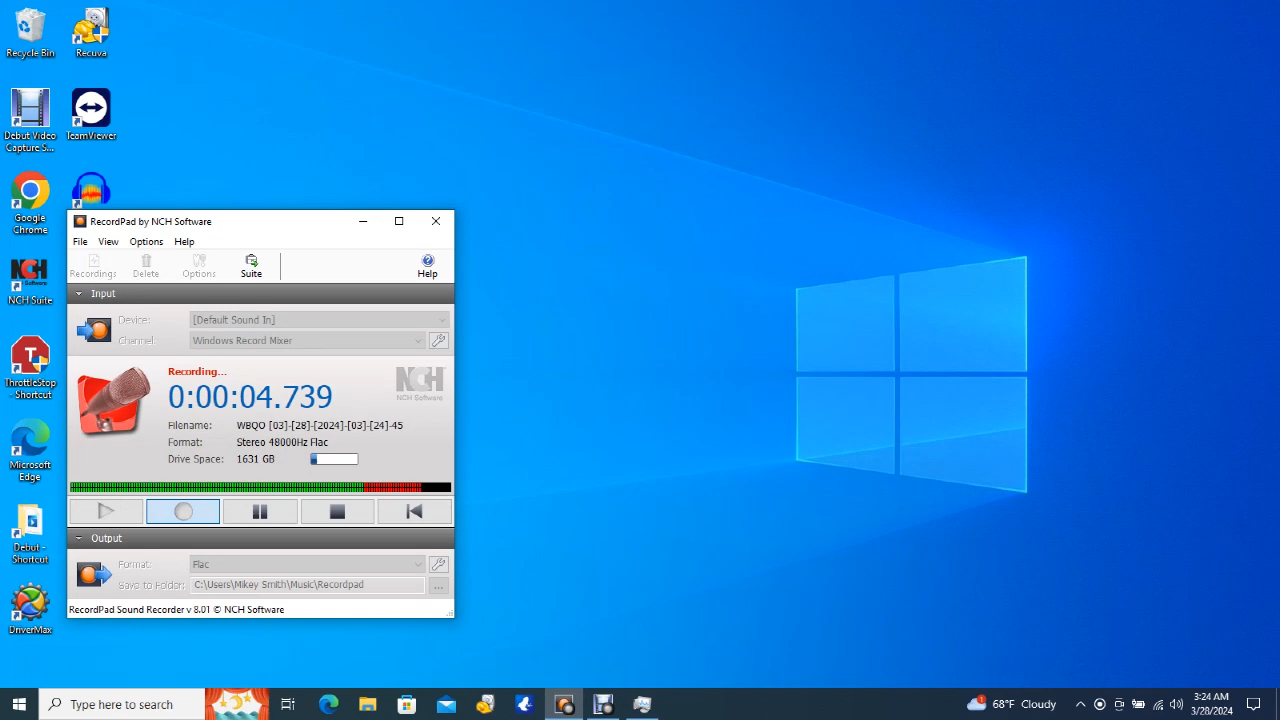 Recycle Bin
Recuva
Debut Video
Capture S...
TeamViewer
Google
Chrome
NCH
Software
NCH Suite
T
ThrottleStop
- Shortcut
Microsoft
Edge
Debut -
Shortcut
DriverMax
RecordPad by NCH Software
File View Options Help
Recordings Delete Options Suite Help
Input
Device: [Default Sound In]
Channel: Windows Record Mixer
Recording...
0:00:04.739
NCH
NCH Software
Filename: WBQO [03]-[28]-[2024]-[03]-[24]-45
Format: Stereo 48000Hz Flac
Drive Space: 1631 GB
Output
Format: Flac
Save to Folder: C:\Users\Mikey Smith\Music\Recordpad ...
RecordPad Sound Recorder v 8.01 © NCH Software
Type here to search
1
68°F Cloudy
3:24 AM
3/28/2024